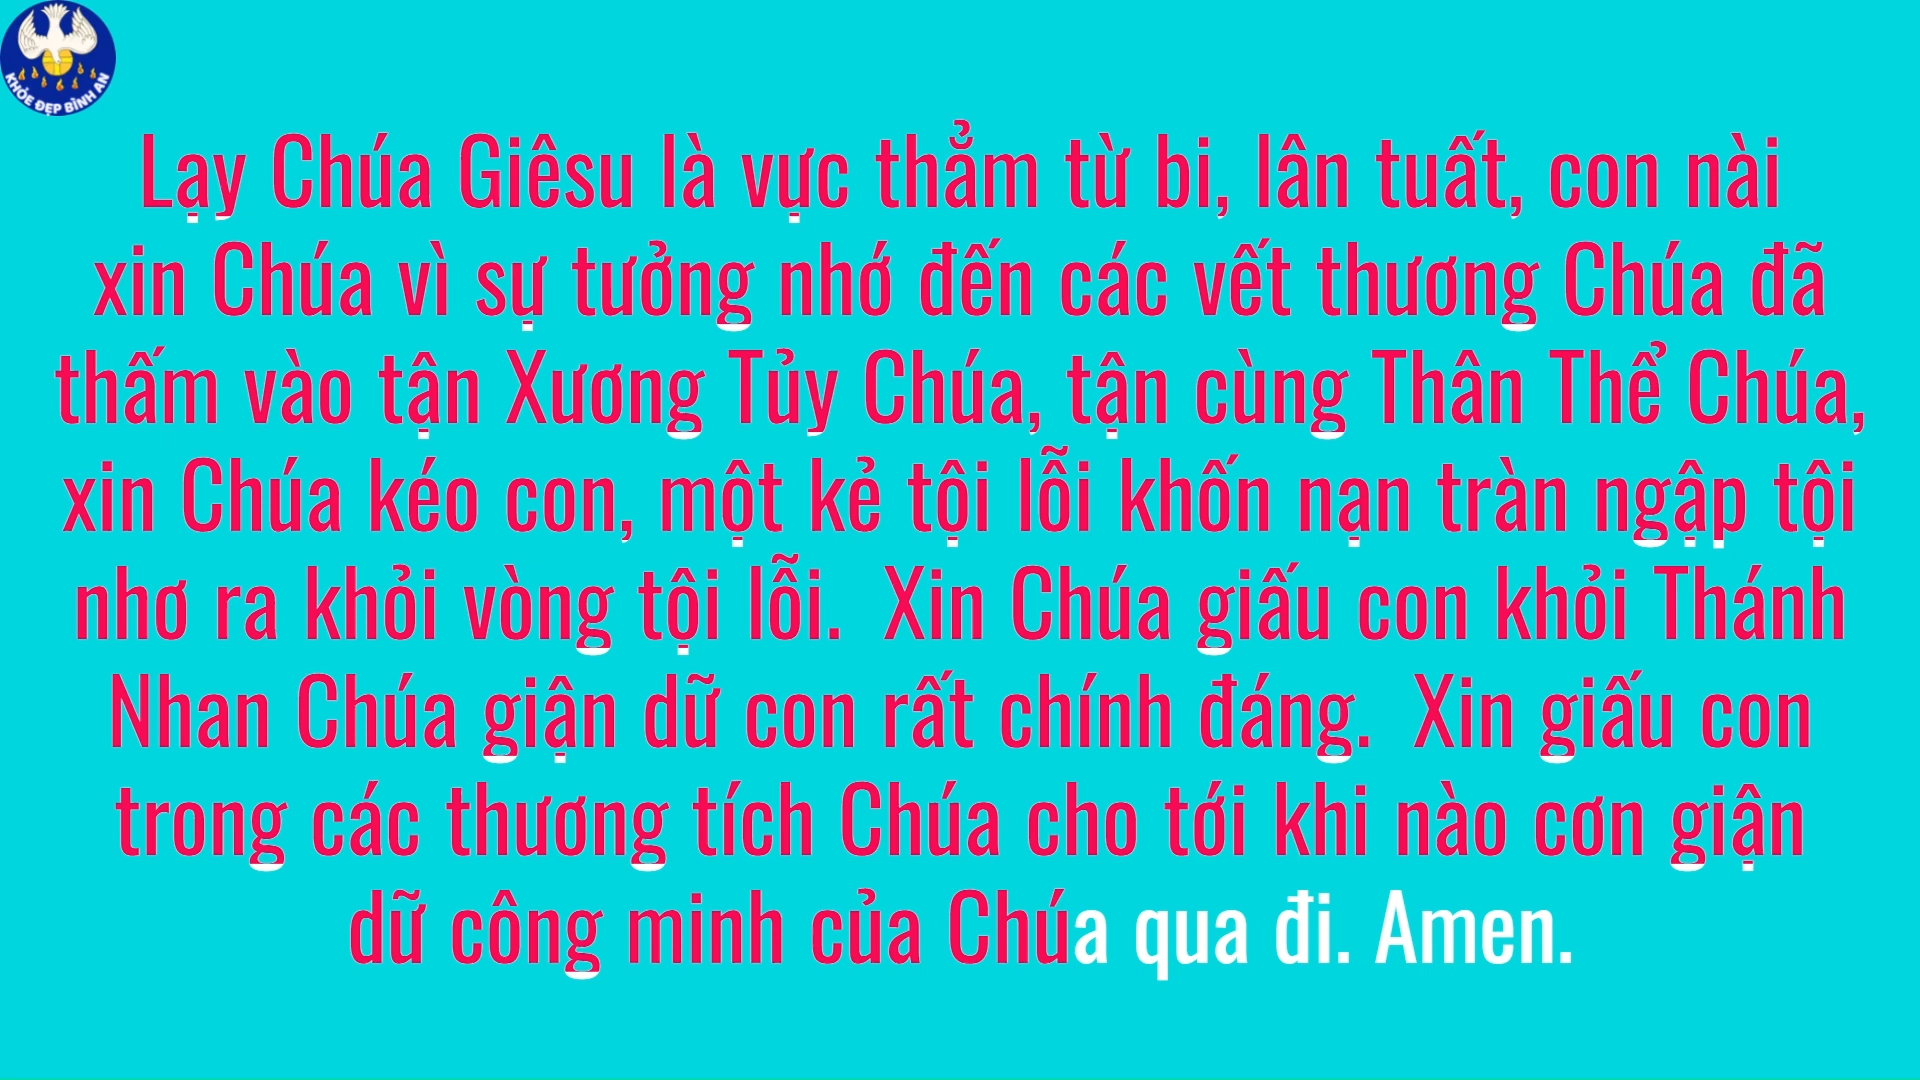 KHỎE ĐẸP BÌNH AN
Lạy Chúa Giêsu là vực thẳm từ bi, lân tuất, con nài
xin Chúa vì sự tưởng nhớ đến các vết thương Chúa đã
thấm vào tận Xương Tủy Chúa, tận cùng Thân Thể Chúa,
xin Chúa kéo con, một kẻ tội lỗi khốn nạn tràn ngập tội
nhơ ra khỏi vòng tội lỗi.  Xin Chúa giấu con khỏi Thánh
Nhan Chúa giận dữ con rất chính đáng.  Xin giấu con
trong các thương tích Chúa cho tới khi nào cơn giận
dữ công minh của Chúa qua đi. Amen.